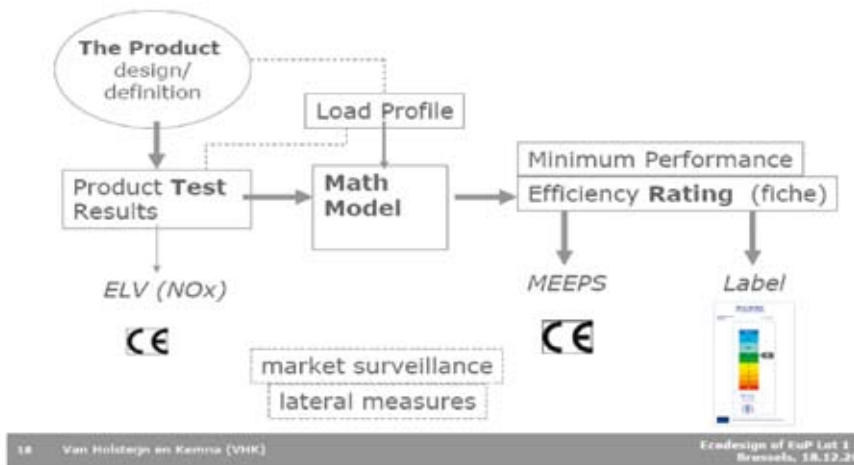 The Product
design/
definition
Load Profile
Product Test
Results
Math
Model
Minimum Performance
Efficiency Rating (fiche)
ELV (NOx)
MEEPS
Label
CE
CE
market surveillance
lateral measures
18 Van Holsteijn en Kemna (VHK)
Ecodesign of EuP Lot 1
Brussels, 18.12.20